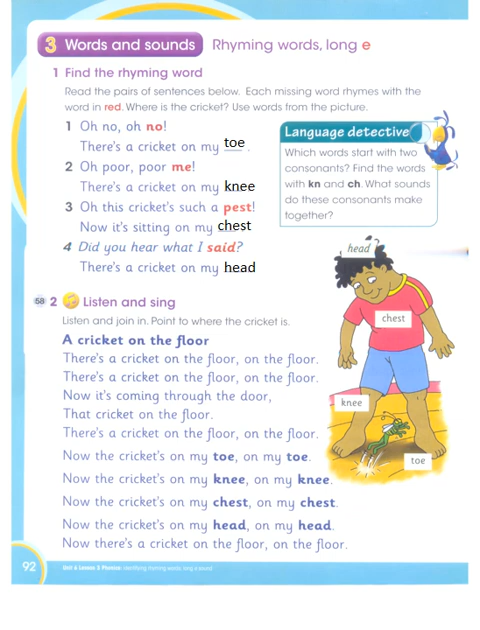 3 Words and sounds Rhyming words, long e
1 Find the rhyming word
Read the pairs of sentences below. Each missing word rhymes with the
word in red. Where is the cricket? Use words from the picture.
1 Oh no, oh no!
There's a cricket on my toe .
2 Oh poor, poor me!
There's a cricket on my knee
3 Oh this cricket's such a pest!
Now it's sitting on my chest
4 Did you hear what I said?
There's a cricket on my head
Language detective
Which words start with two
consonants? Find the words
with kn and ch. What sounds
do these consonants make
together?
head
chest
knee
toe
58 2 Listen and sing
Listen and join in. Point to where the cricket is.
A cricket on the floor
There's a cricket on the floor, on the floor.
There's a cricket on the floor, on the floor.
Now it's coming through the door,
That cricket on the floor.
There's a cricket on the floor, on the floor.
Now the cricket's on my toe, on my toe.
Now the cricket's on my knee, on my knee.
Now the cricket's on my chest, on my chest.
Now the cricket's on my head, on my head.
Now there's a cricket on the floor, on the floor.
92 Unit 6 Lesson 3 Phonics: identifying rhyming words, long e sound